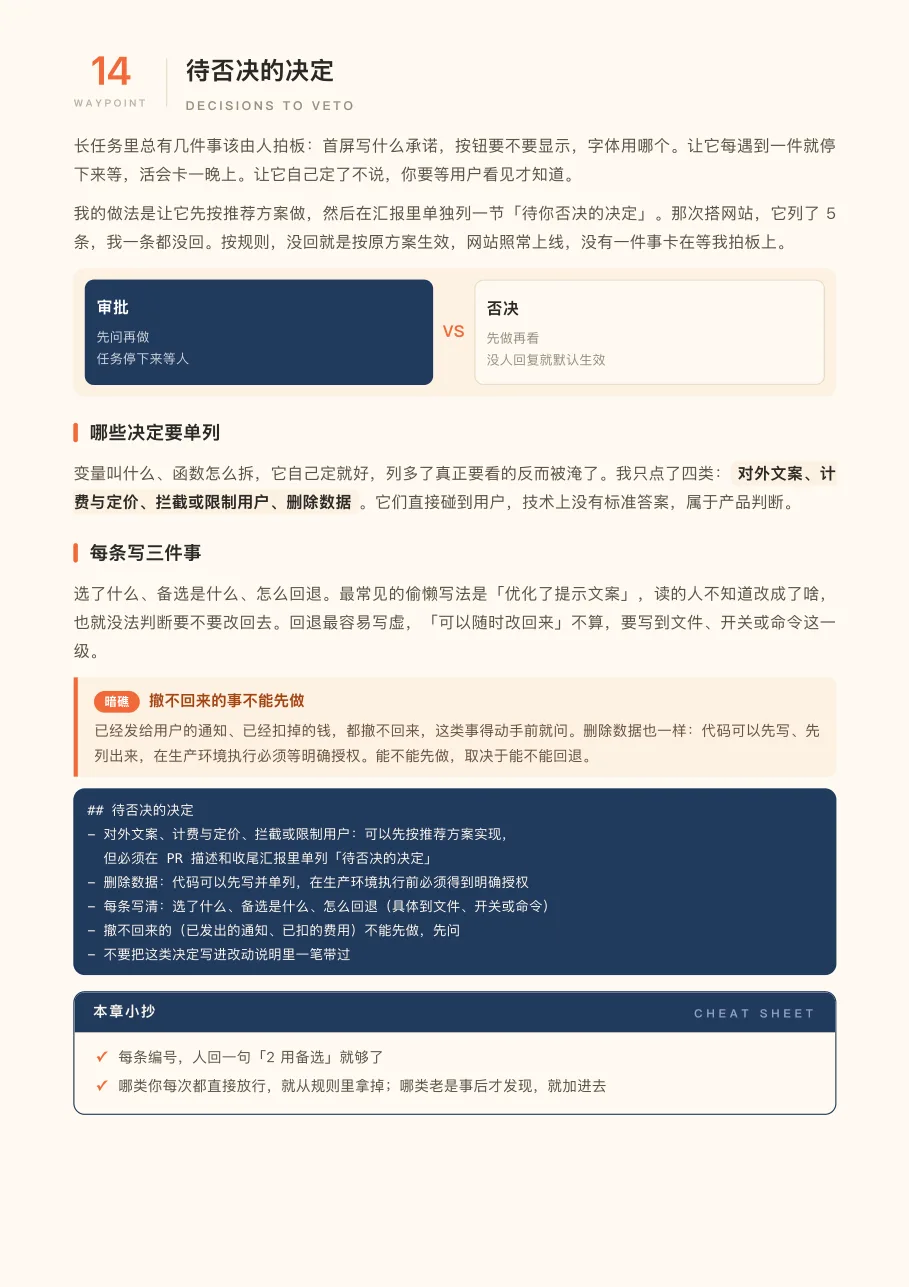 14
WAYPOINT
待否决的决定
DECISIONS TO VETO
长任务里总有几件事该由人拍板：首屏写什么承诺，按钮要不要显示，字体用哪个。让它每遇到一件就停
下来等，活会卡一晚上。让它自己定了不说，你要等用户看见才知道。
我的做法是让它先按推荐方案做，然后在汇报里单独列一节「待你否决的决定」。那次搭网站，它列了 5
条，我一条都没回。按规则，没回就是按原方案生效，网站照常上线，没有一件事卡在等我拍板上。
审批
先问再做
任务停下来等人
VS
否决
先做再看
没人回复就默认生效
哪些决定要单列
变量叫什么、函数怎么拆，它自己定就好，列多了真正要看的反而被淹了。我只点了四类： 对外文案、计
费与定价、拦截或限制用户、删除数据 。它们直接碰到用户，技术上没有标准答案，属于产品判断。
每条写三件事
选了什么、备选是什么、怎么回退。最常见的偷懒写法是「优化了提示文案」，读的人不知道改成了啥，
也就没法判断要不要改回去。回退最容易写虚，「可以随时改回来」不算，要写到文件、开关或命令这一
级。
暗礁 撤不回来的事不能先做
已经发给用户的通知、已经扣掉的钱，都撤不回来，这类事得动手前就问。删除数据也一样：代码可以先写、先
列出来，在生产环境执行必须等明确授权。能不能先做，取决于能不能回退。
## 待否决的决定
– 对外文案、计费与定价、拦截或限制用户：可以先按推荐方案实现，
但必须在 PR 描述和收尾汇报里单列「待否决的决定」
– 删除数据：代码可以先写并单列，在生产环境执行前必须得到明确授权
– 每条写清：选了什么、备选是什么、怎么回退（具体到文件、开关或命令）
– 撤不回来的（已发出的通知、已扣的费用）不能先做，先问
– 不要把这类决定写进改动说明里一笔带过
本章小抄
CHEAT SHEET
✓ 每条编号，人回一句「2 用备选」就够了
✓ 哪类你每次都直接放行，就从规则里拿掉；哪类老是事后才发现，就加进去